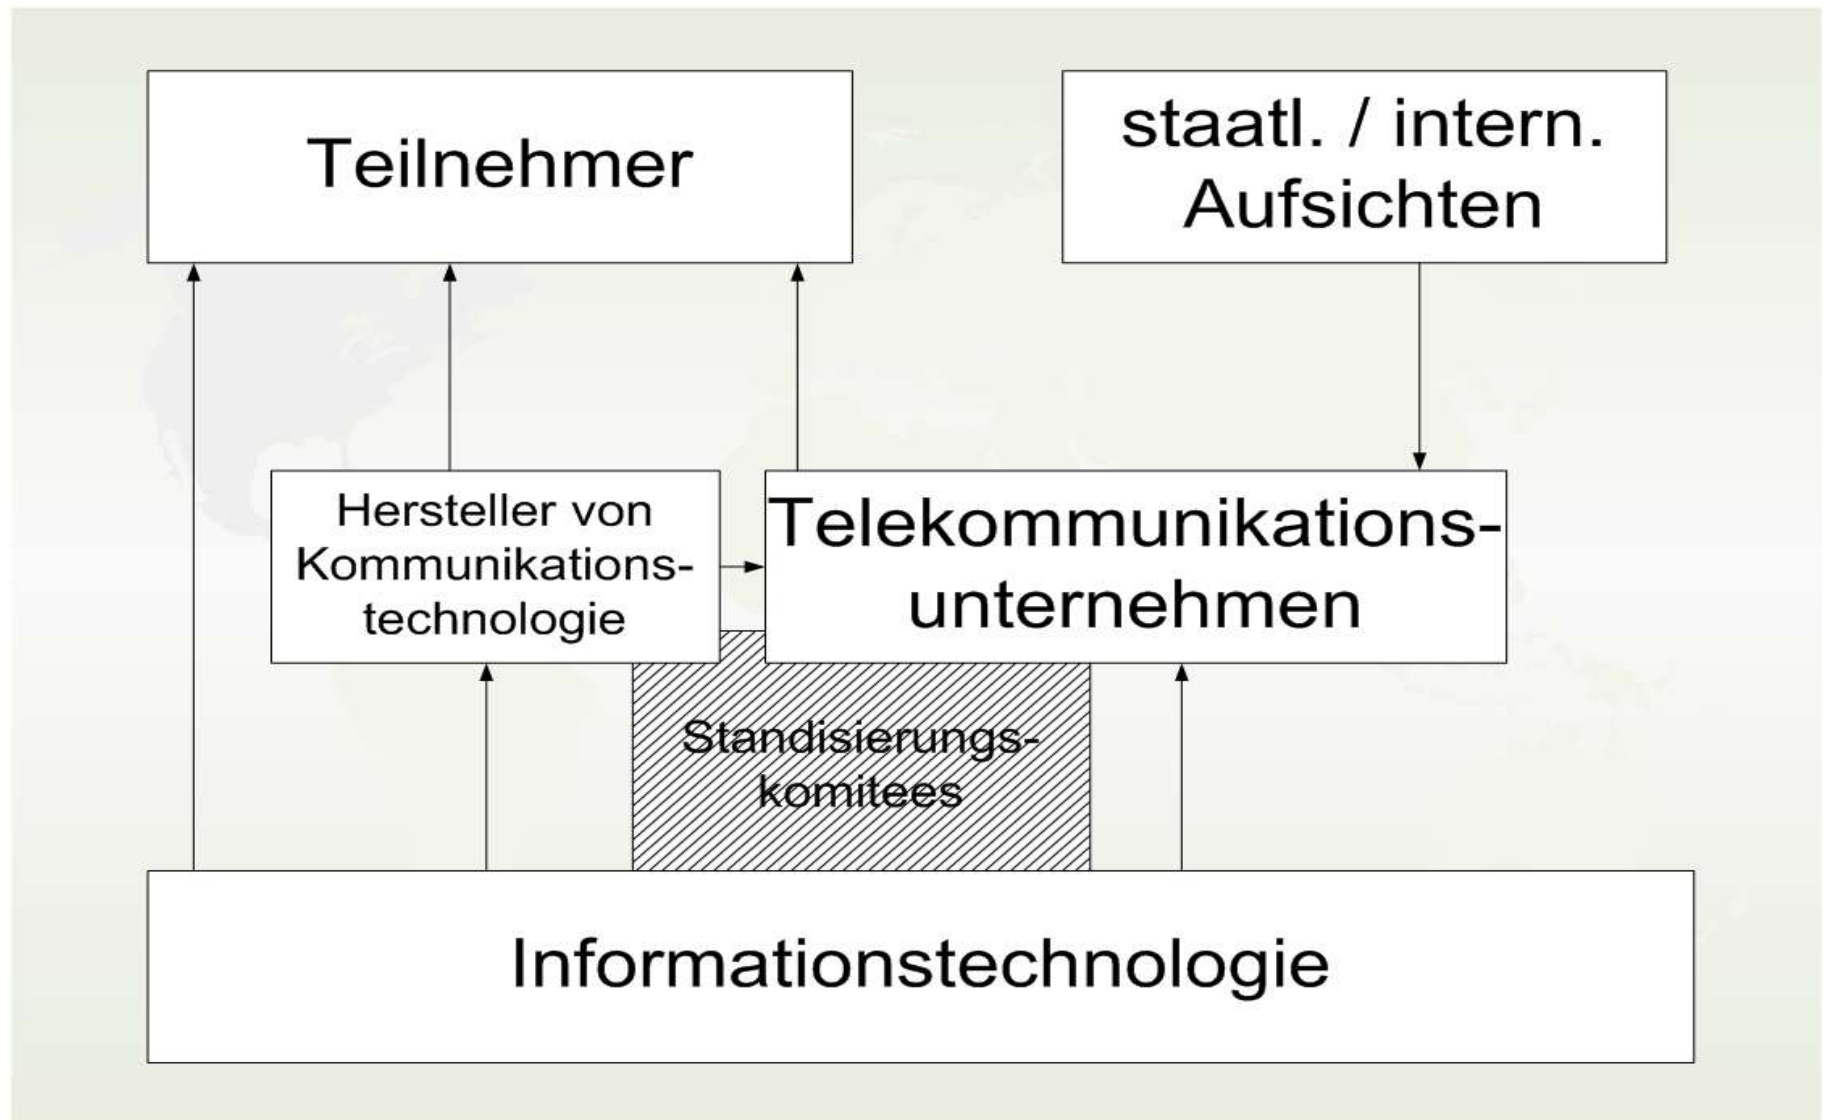 Teilnehmer
staatl. / intern.
Aufsichten
Hersteller von
Kommunikations-
technologie
Telekommunikations-
unternehmen
Standisierungs-
komitees
Informationstechnologie